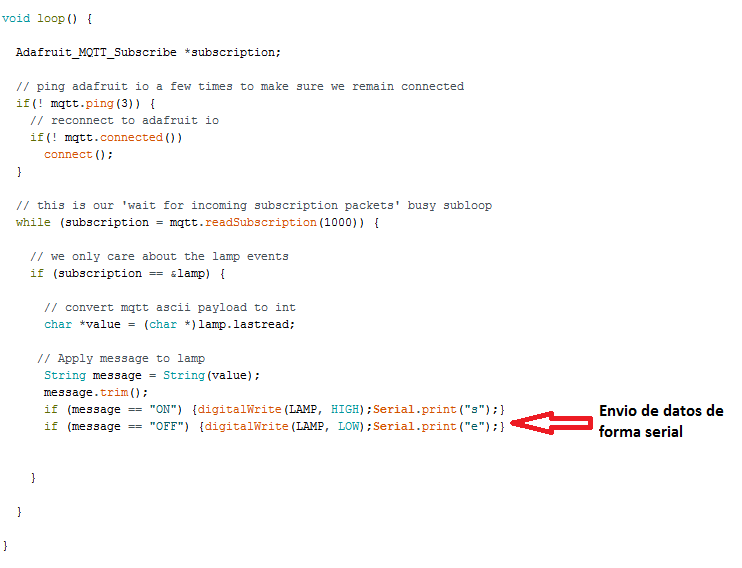 void loop() {
Adafruit_MQTT_Subscribe *subscription;
// ping adafruit io a few times to make sure we remain connected
if(! mqtt.ping(3)) {
// reconnect to adafruit io
if(! mqtt.connected())
connect();
}
// this is our 'wait for incoming subscription packets' busy subloop
while (subscription = mqtt.readSubscription(1000)) {
// we only care about the lamp events
if (subscription == &lamp) {
// convert mqtt ascii payload to int
char *value = (char *)lamp.lastread;
// Apply message to lamp
String message = String(value);
message.trim();
if (message == "ON") {digitalWrite(LAMP, HIGH);Serial.print("s");}
if (message == "OFF") {digitalWrite(LAMP, LOW);Serial.print("e");}
Envio de datos de
forma serial
}
}
}